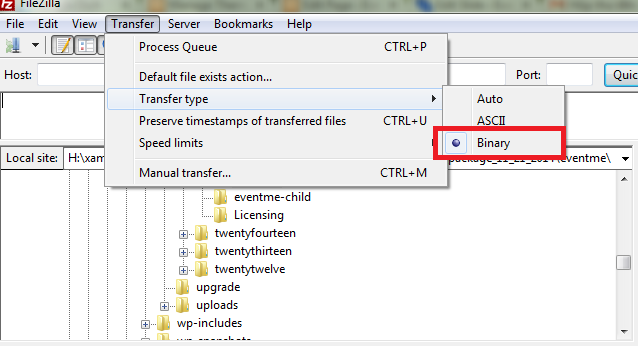 FileZilla
File Edit View Transfer Server Bookmarks Help
Process Queue CTRL+P
Host: Port: Quic
Default file exists action...
Transfer type
Auto
Preserve timestamps of transferred files CTRL+U
ASCII
Speed limits
Binary
Local site: H:\xam
eventme\
Manual transfer... CTRL+M
eventme-child
Licensing
twentyfourteen
twentythirteen
twentytwelve
upgrade
uploads
wp-includes